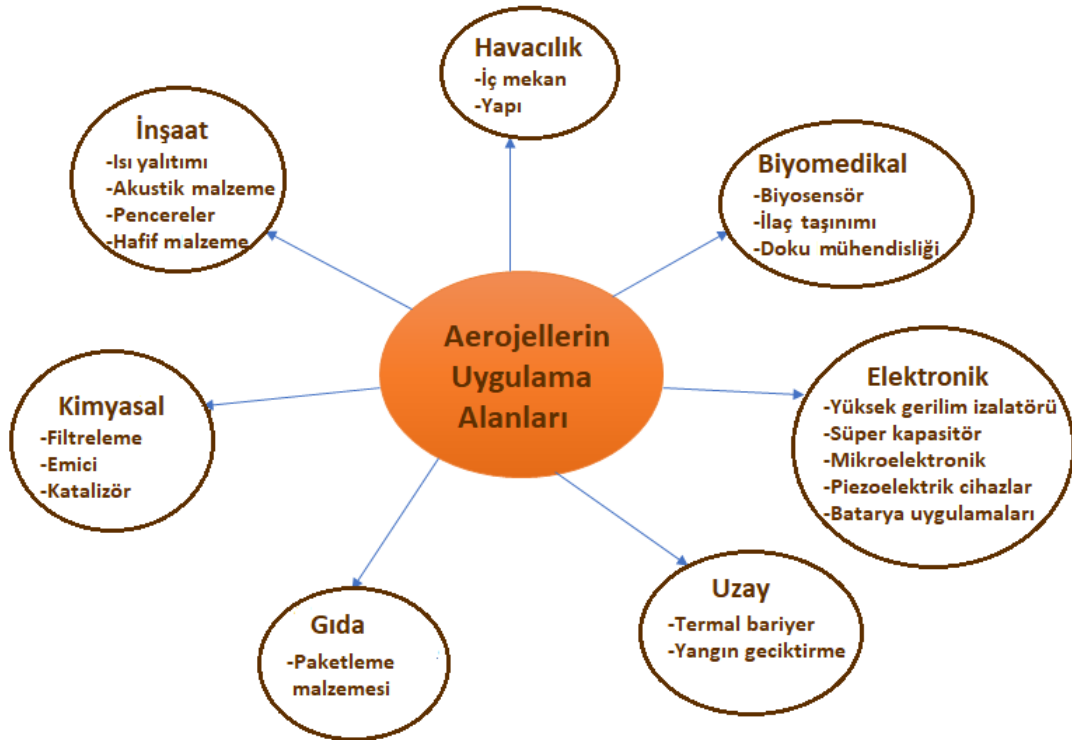 Havacılık
-İç mekan
-Yapı
İnşaat
-Isı yalıtımı
-Akustik malzeme
-Pencereler
-Hafif malzeme
Biyomedikal
-Biyosensör
-İlaç taşınımı
-Doku mühendisliği
Aerojellerin
Uygulama
Alanları
Kimyasal
-Filtreleme
-Emici
-Katalizör
Elektronik
-Yüksek gerilim izalatörü
-Süper kapasitör
-Mikroelektronik
-Piezoelektrik cihazlar
-Batarya uygulamaları
Gıda
-Paketleme
malzemesi
Uzay
-Termal bariyer
-Yangın geciktirme